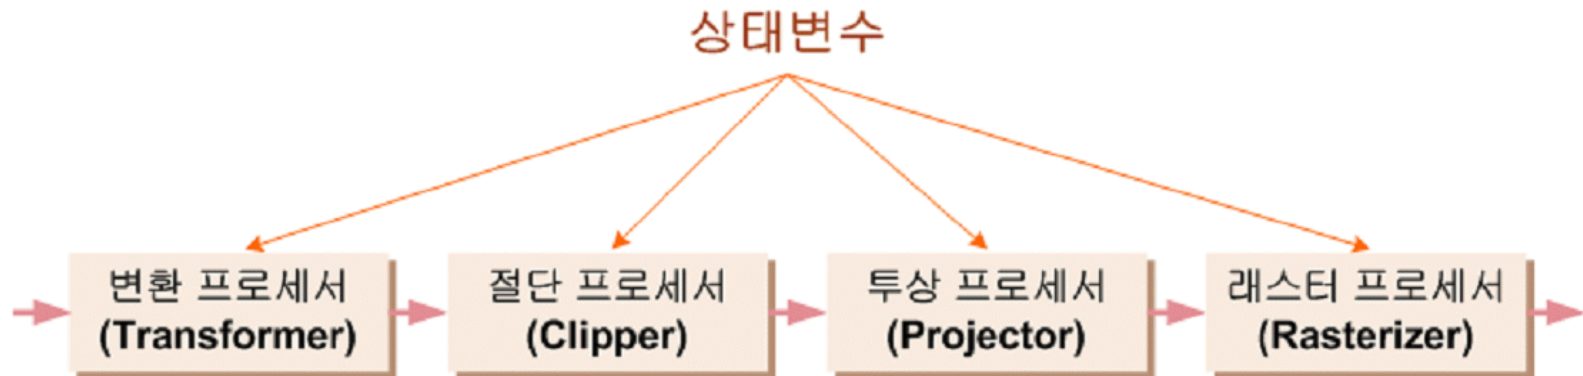 상태변수
변환 프로세서
(Transformer)
절단 프로세서
(Clipper)
투상 프로세서
(Projector)
래스터 프로세서
(Rasterizer)